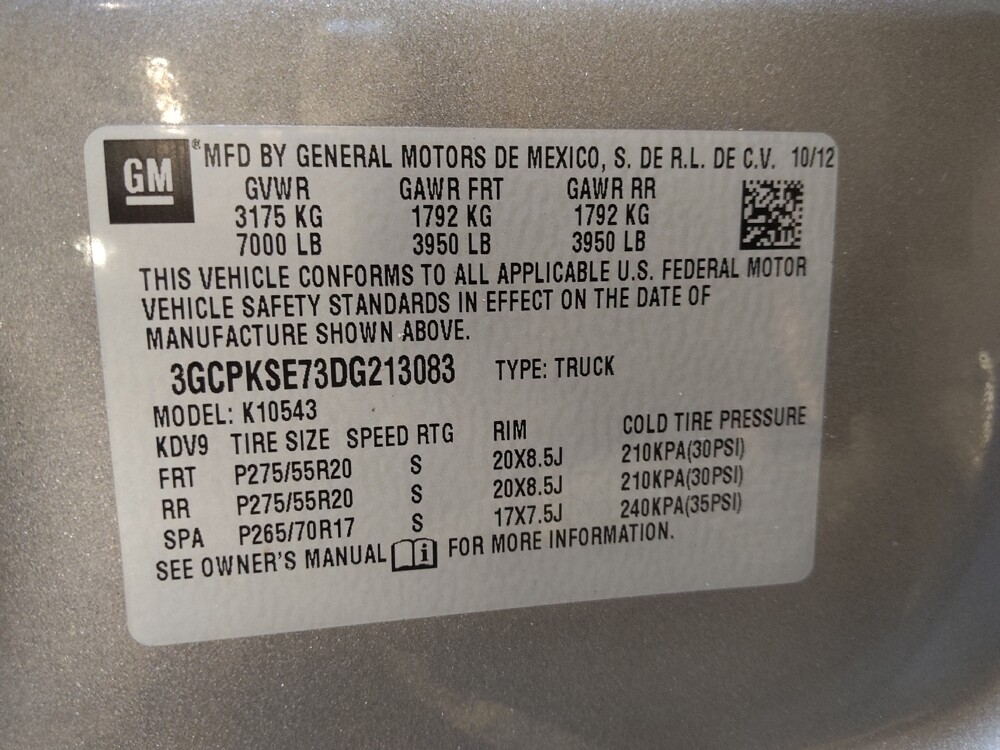 GM ® MFD BY GENERAL MOTORS DE MEXICO, S. DE R.L. DE C.V. 10/12
GVWR GAWR FRT GAWR RR
3175 KG 1792 KG 1792 KG
7000 LB 3950 LB 3950 LB
THIS VEHICLE CONFORMS TO ALL APPLICABLE U.S. FEDERAL MOTOR
VEHICLE SAFETY STANDARDS IN EFFECT ON THE DATE OF
MANUFACTURE SHOWN ABOVE.
3GCPKSE73DG213083 TYPE: TRUCK
MODEL: K10543
KDV9 TIRE SIZE SPEED RTG RIM COLD TIRE PRESSURE
FRT P275/55R20 S 20X8.5J 210KPA(30PSI)
RR P275/55R20 S 20X8.5J 210KPA(30PSI)
SPA P265/70R17 S 17X7.5J 240KPA(35PSI)
SEE OWNER'S MANUAL i FOR MORE INFORMATION.